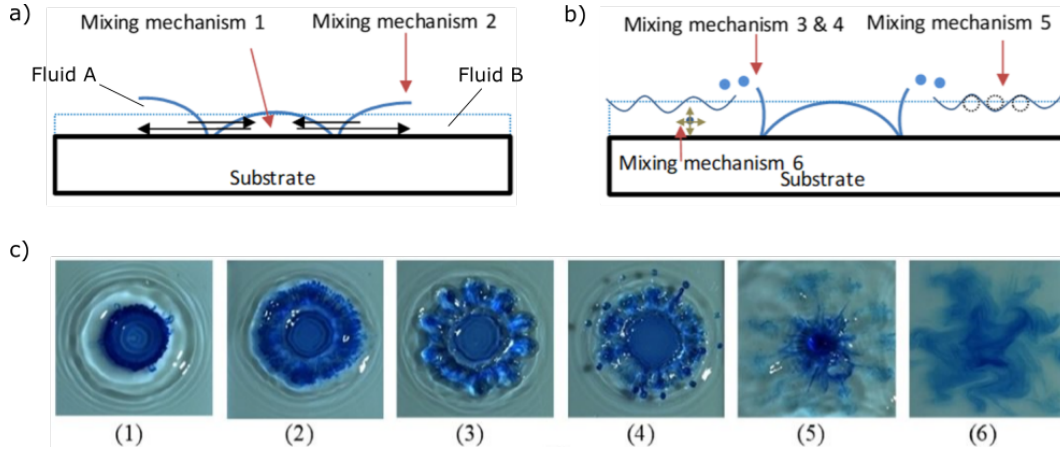 a)
Mixing mechanism 1
Mixing mechanism 2
Fluid A
Fluid B
Substrate
b)
Mixing mechanism 3 & 4
Mixing mechanism 5
Mixing mechanism 6
Substrate
c)
(1)
(2)
(3)
(4)
(5)
(6)